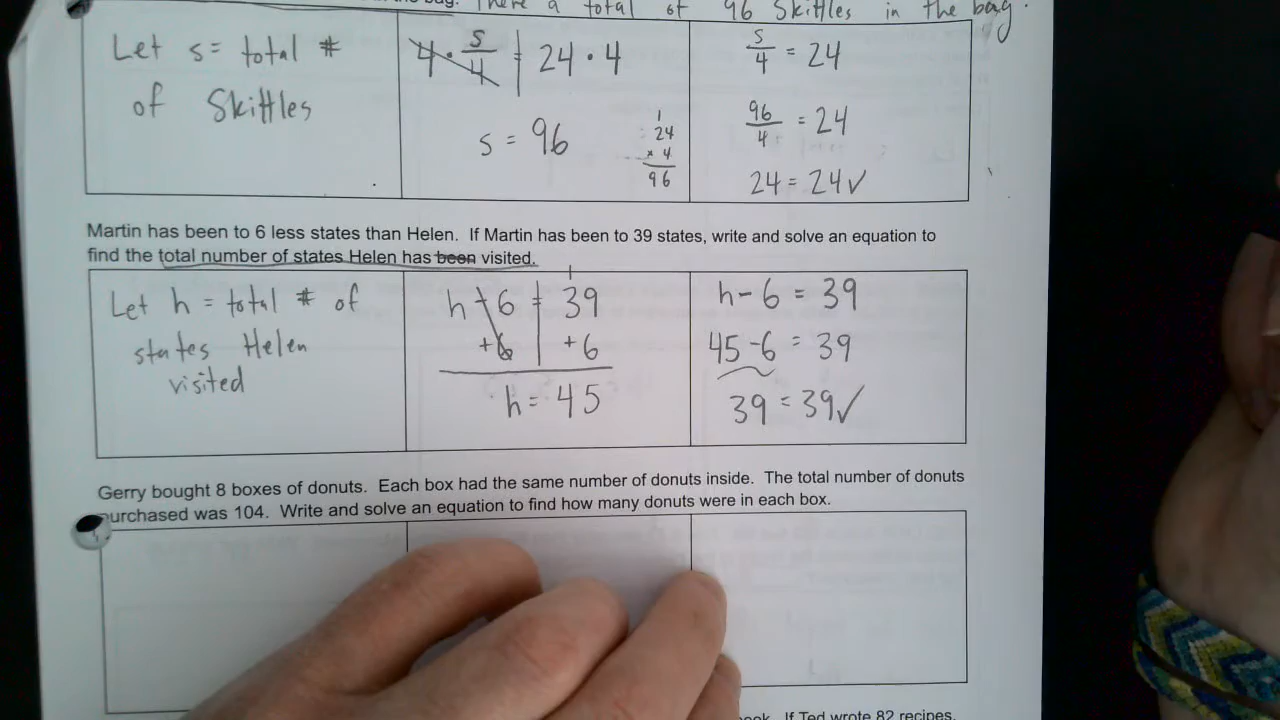 the bag. There a total of 96 Skittles in the bag.
Let s = total #
of Skittles
4 · s/4 = 24 · 4
s = 96
1
24
× 4
96
s/4 = 24
96/4 = 24
24 = 24✓
Martin has been to 6 less states than Helen. If Martin has been to 39 states, write and solve an equation to
find the total number of states Helen has been visited.
Let h = total # of
states Helen
visited
1
h - 6 = 39
+6 +6
h = 45
h - 6 = 39
45 - 6 = 39
39 = 39✓
Gerry bought 8 boxes of donuts. Each box had the same number of donuts inside. The total number of donuts
urchased was 104. Write and solve an equation to find how many donuts were in each box.
If Ted wrote 82 recipes,